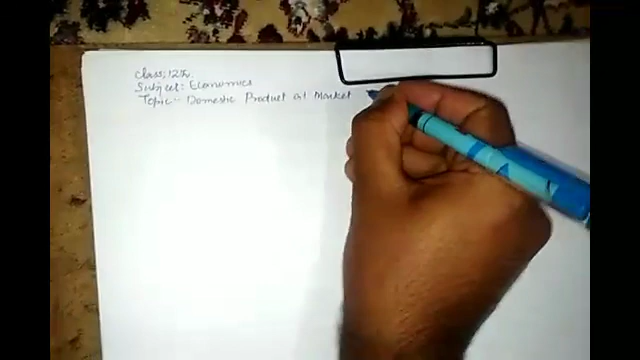 Class; 12th.
Subject: Economics
Topic :- Domestic Product at Market